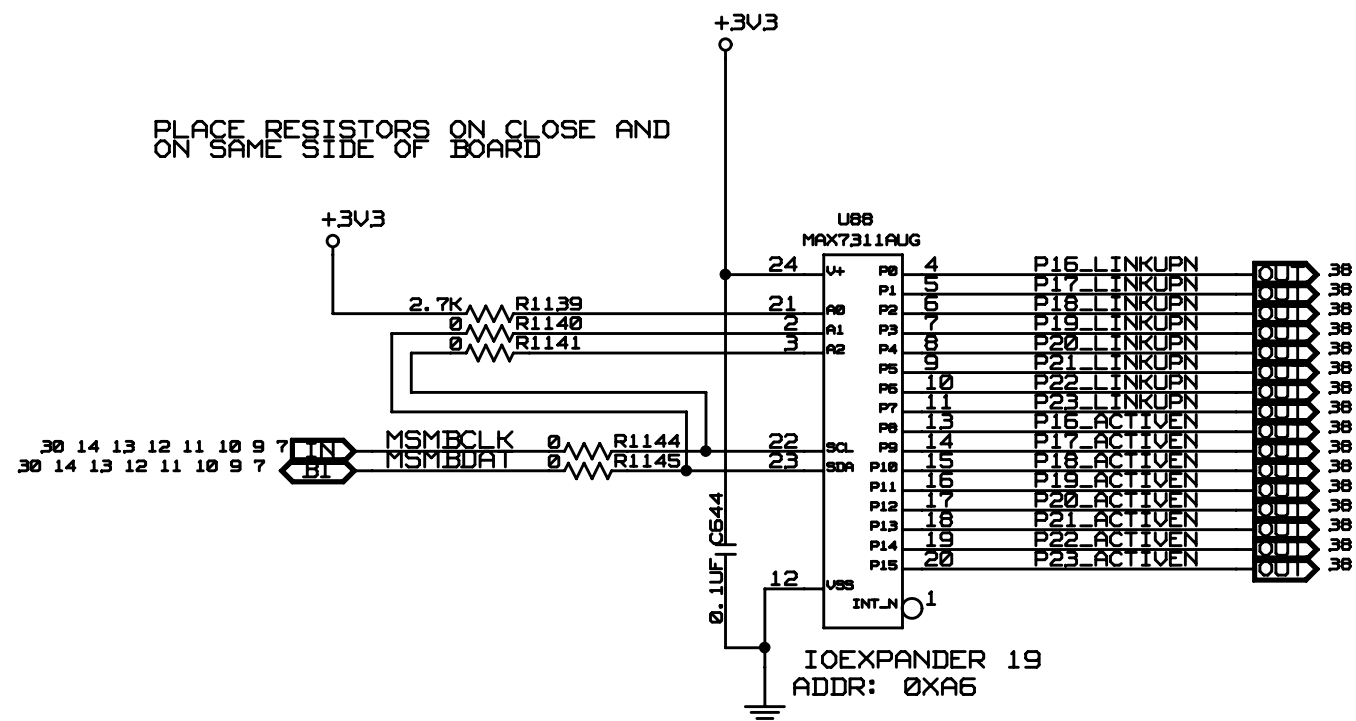 +3V3
PLACE RESISTORS ON CLOSE AND
ON SAME SIDE OF BOARD
+3V3
U88
MAX7311AUG
24 V+ P0 4 P16_LINKUPN OUT 38
P1 5 P17_LINKUPN OUT 38
2.7K R1139 21 A0 P2 6 P18_LINKUPN OUT 38
0 R1140 2 A1 P3 7 P19_LINKUPN OUT 38
0 R1141 3 A2 P4 8 P20_LINKUPN OUT 38
P5 9 P21_LINKUPN OUT 38
P6 10 P22_LINKUPN OUT 38
P7 11 P23_LINKUPN OUT 38
P8 13 P16_ACTIVEN OUT 38
30 14 13 12 11 10 9 7 IN MSMBCLK 0 R1144 22 SCL P9 14 P17_ACTIVEN OUT 38
30 14 13 12 11 10 9 7 BI MSMBDAT 0 R1145 23 SDA P10 15 P18_ACTIVEN OUT 38
P11 16 P19_ACTIVEN OUT 38
P12 17 P20_ACTIVEN OUT 38
P13 18 P21_ACTIVEN OUT 38
P14 19 P22_ACTIVEN OUT 38
P15 20 P23_ACTIVEN OUT 38
0.1UF C644
12 VSS
INT_N 1
IOEXPANDER 19
ADDR: 0XA6